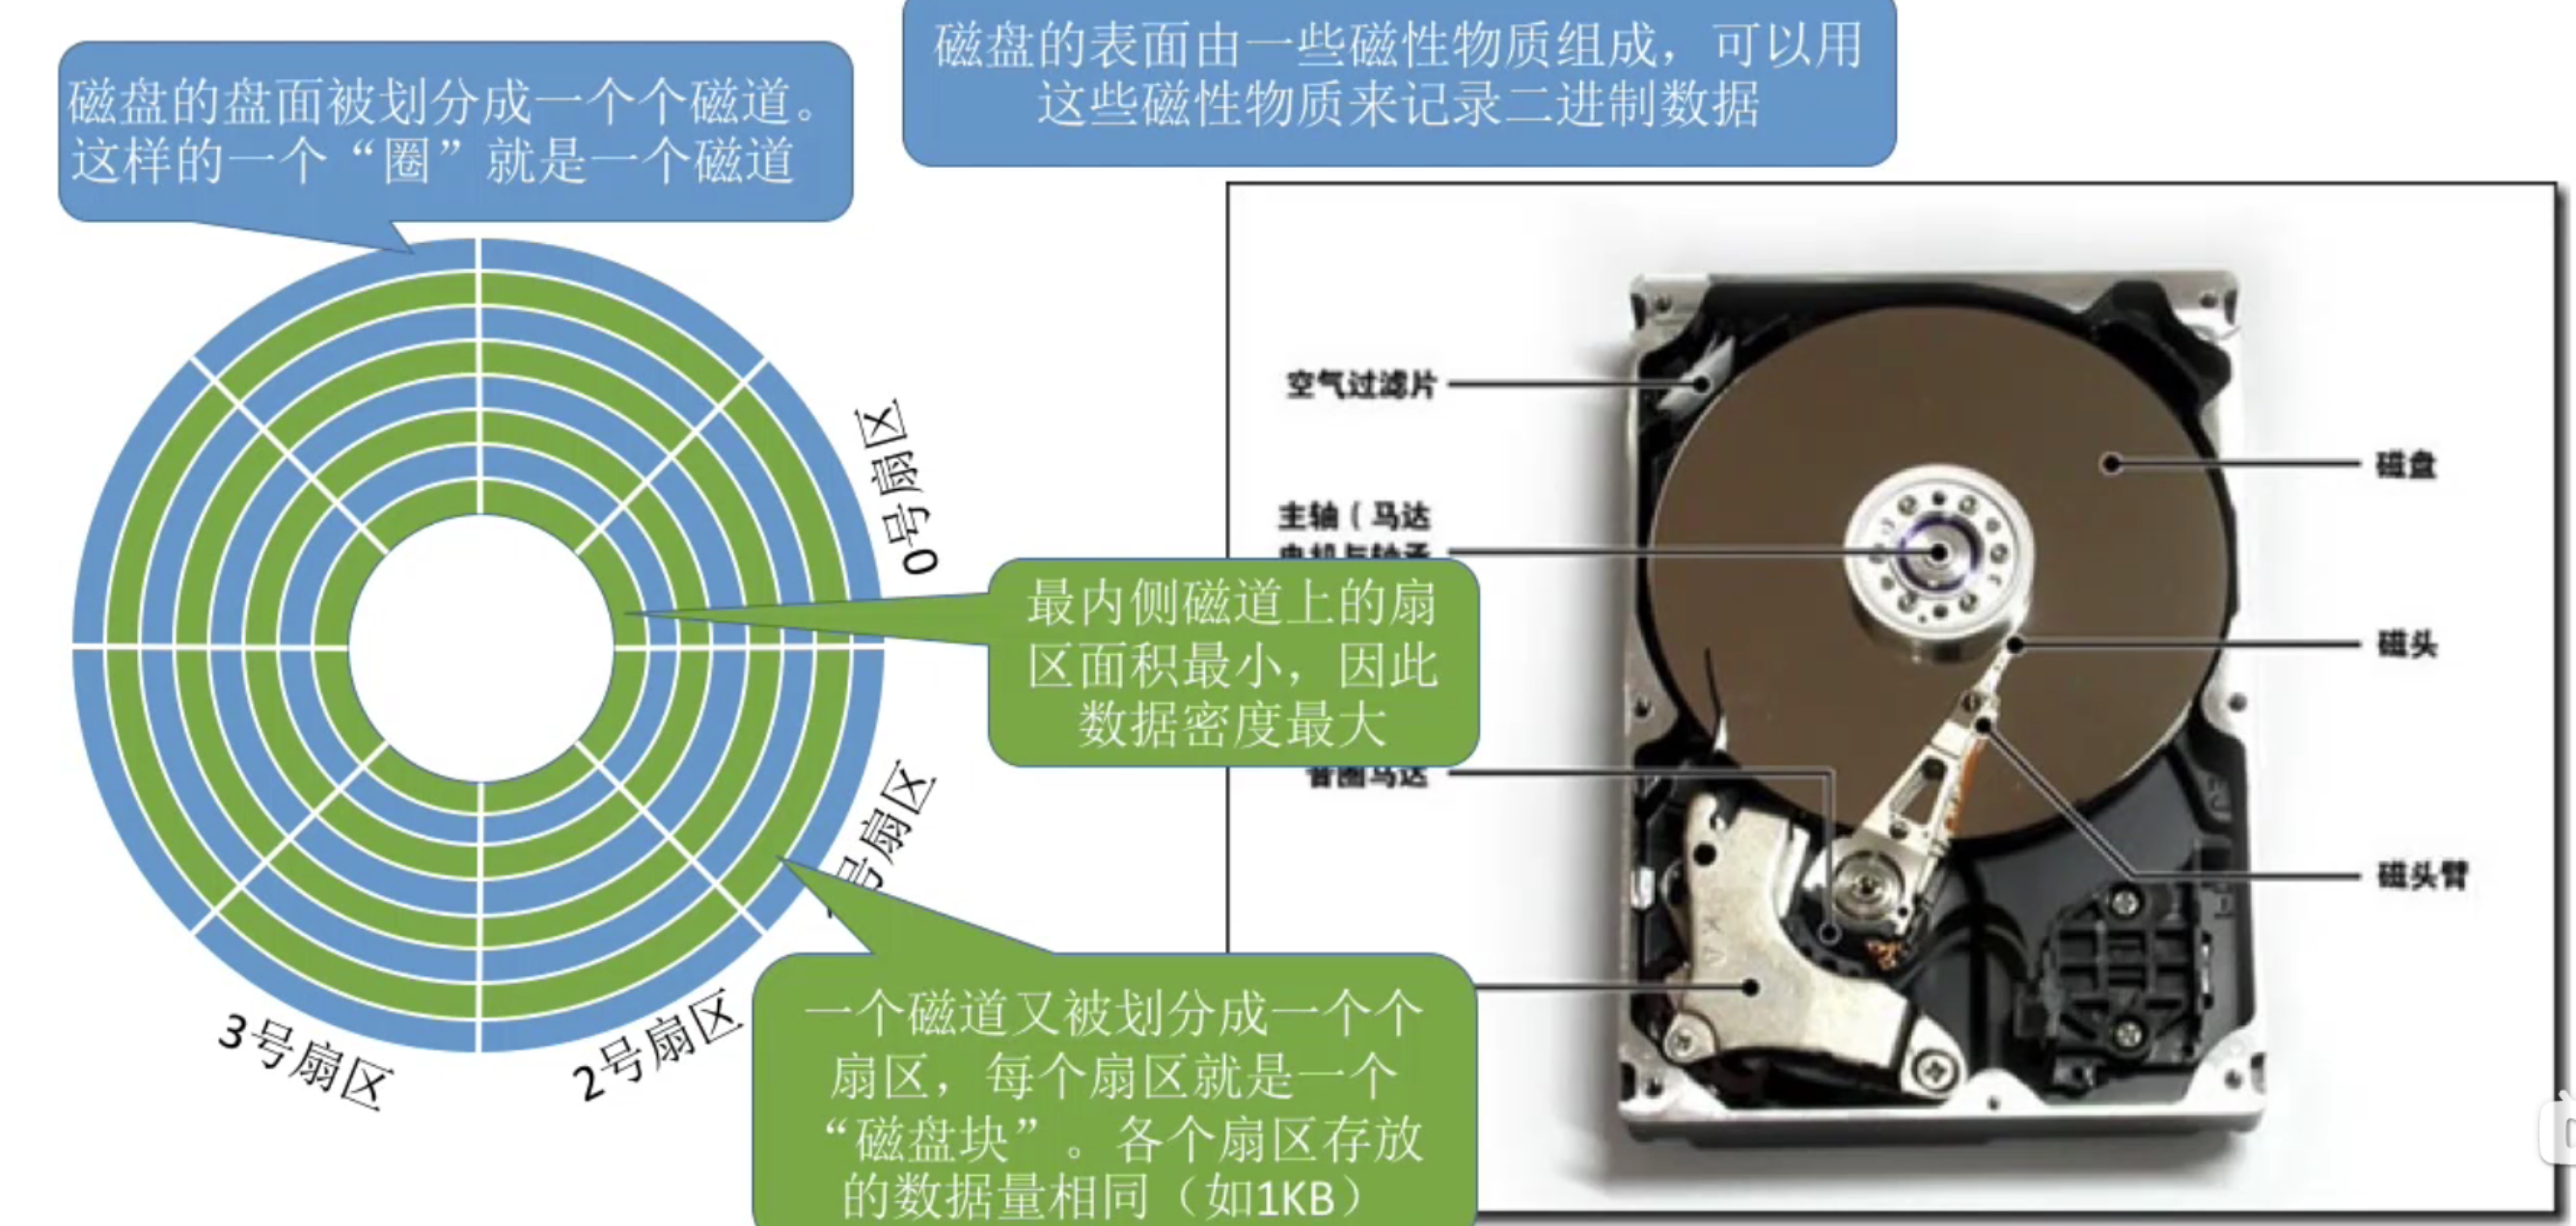 磁盘的表面由一些磁性物质组成，可以用
这些磁性物质来记录二进制数据
磁盘的盘面被划分成一个个磁道。
这样的一个“圈”就是一个磁道
0号扇区
号扇区
2号扇区
3号扇区
最内侧磁道上的扇
区面积最小，因此
数据密度最大
一个磁道又被划分成一个个
扇区，每个扇区就是一个
“磁盘块”。各个扇区存放
的数据量相同（如1KB）
空气过滤片
主轴（马达
电机与轴承
音圈马达
磁盘
磁头
磁头臂